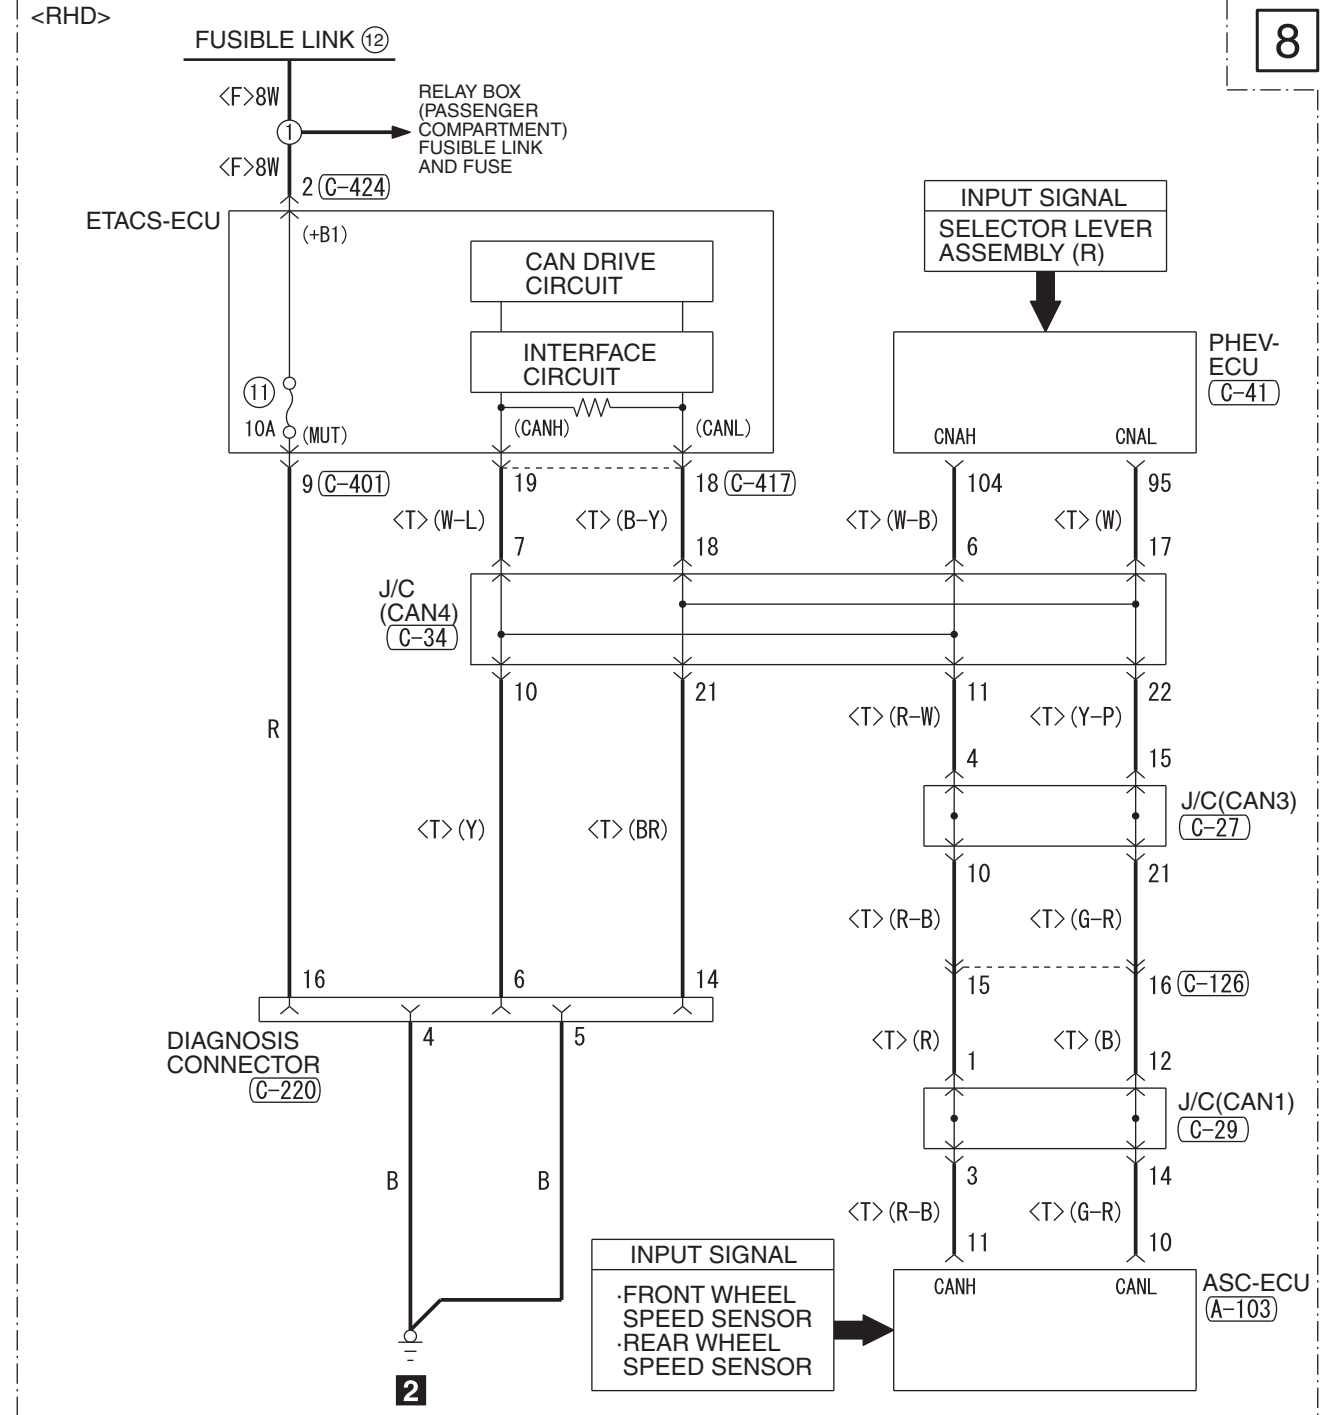 <RHD>
8
FUSIBLE LINK ⑫
<F>8W
1
RELAY BOX
(PASSENGER
COMPARTMENT)
FUSIBLE LINK
AND FUSE
<F>8W
2 C-424
ETACS-ECU
(+B1)
CAN DRIVE
CIRCUIT
INTERFACE
CIRCUIT
11
10A
(MUT)
(CANH)
(CANL)
INPUT SIGNAL
SELECTOR LEVER
ASSEMBLY (R)
PHEV-
ECU
C-41
CNAH
CNAL
9 C-401
19
18 C-417
104
95
<T>(W-L)
<T>(B-Y)
<T>(W-B)
<T>(W)
7
18
6
17
J/C
(CAN4)
C-34
10
21
11
22
<T>(R-W)
<T>(Y-P)
R
4
15
J/C(CAN3)
C-27
<T>(Y)
<T>(BR)
10
21
<T>(R-B)
<T>(G-R)
16
6
14
15
16 C-126
DIAGNOSIS
CONNECTOR
C-220
4
5
<T>(R)
<T>(B)
1
12
J/C(CAN1)
C-29
B
B
3
14
<T>(R-B)
<T>(G-R)
11
10
INPUT SIGNAL
·FRONT WHEEL
SPEED SENSOR
·REAR WHEEL
SPEED SENSOR
CANH
CANL
ASC-ECU
A-103
2